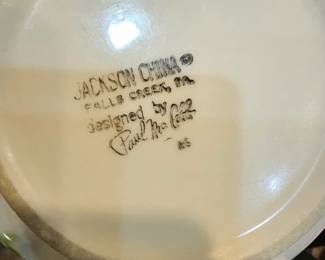 JACKSON CHINA ®
FALLS CREEK, PA.
designed by
Paul McCobb